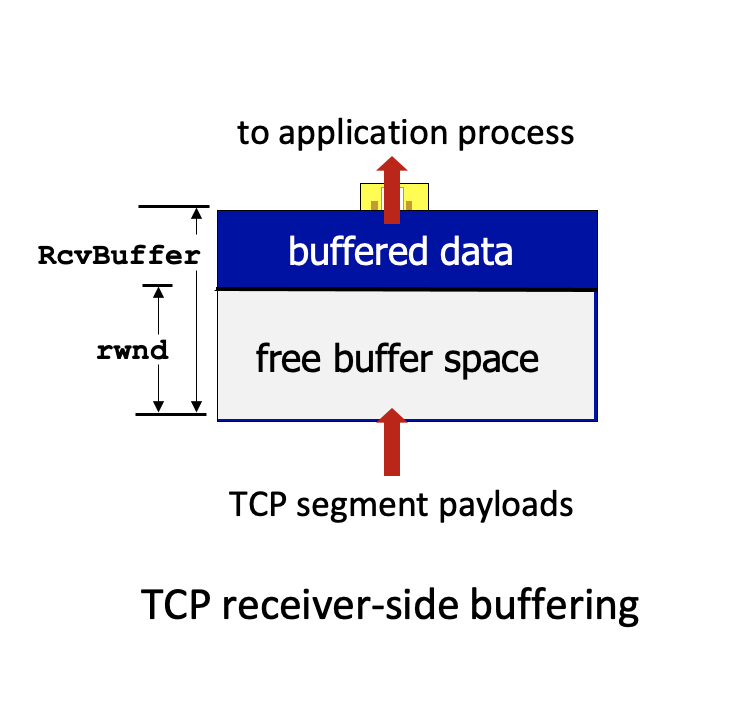 to application process
RcvBuffer
buffered data
rwnd
free buffer space
TCP segment payloads
TCP receiver-side buffering